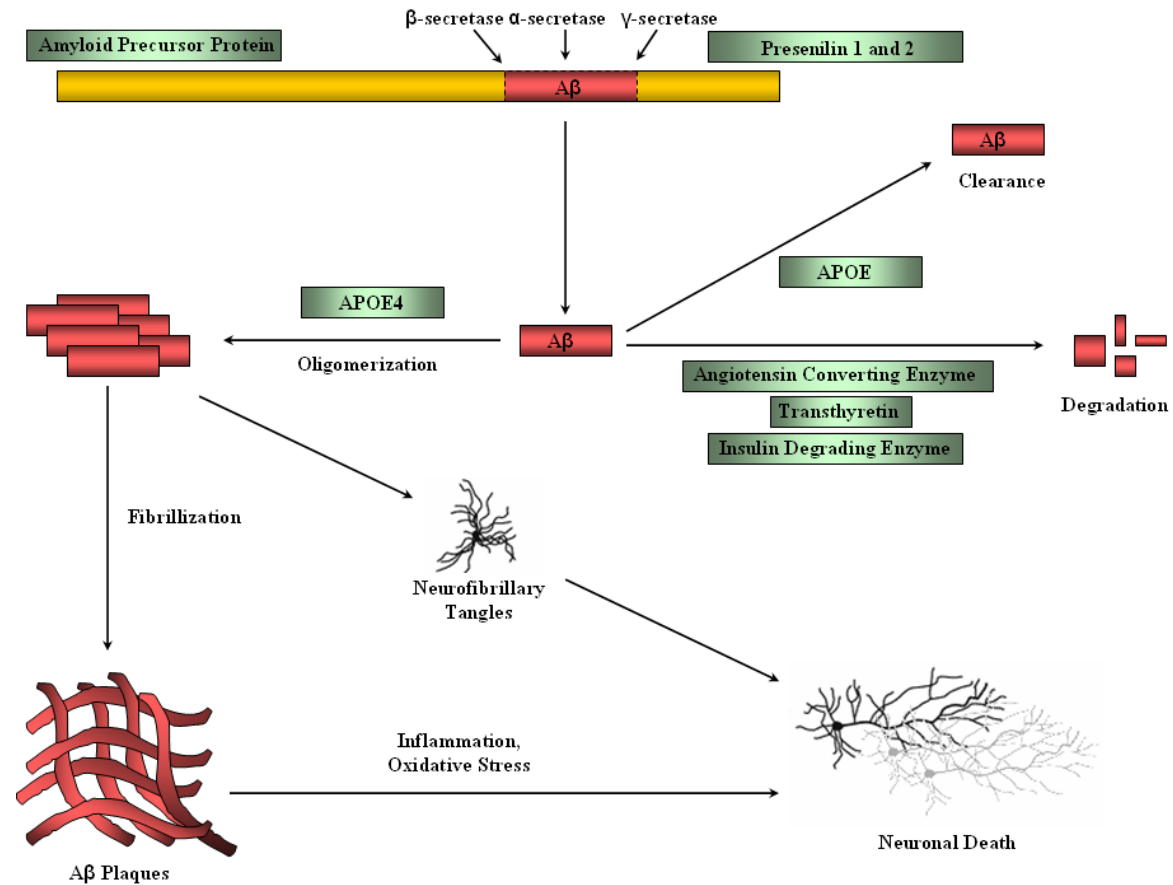 β-secretase α-secretase γ-secretase
Amyloid Precursor Protein
Presenilin 1 and 2
Aβ
Aβ
Clearance
APOE
APOE4
Aβ
Oligomerization
Angiotensin Converting Enzyme
Transthyretin
Insulin Degrading Enzyme
Degradation
Fibrillization
Neurofibrillary
Tangles
Inflammation,
Oxidative Stress
Neuronal Death
Aβ Plaques